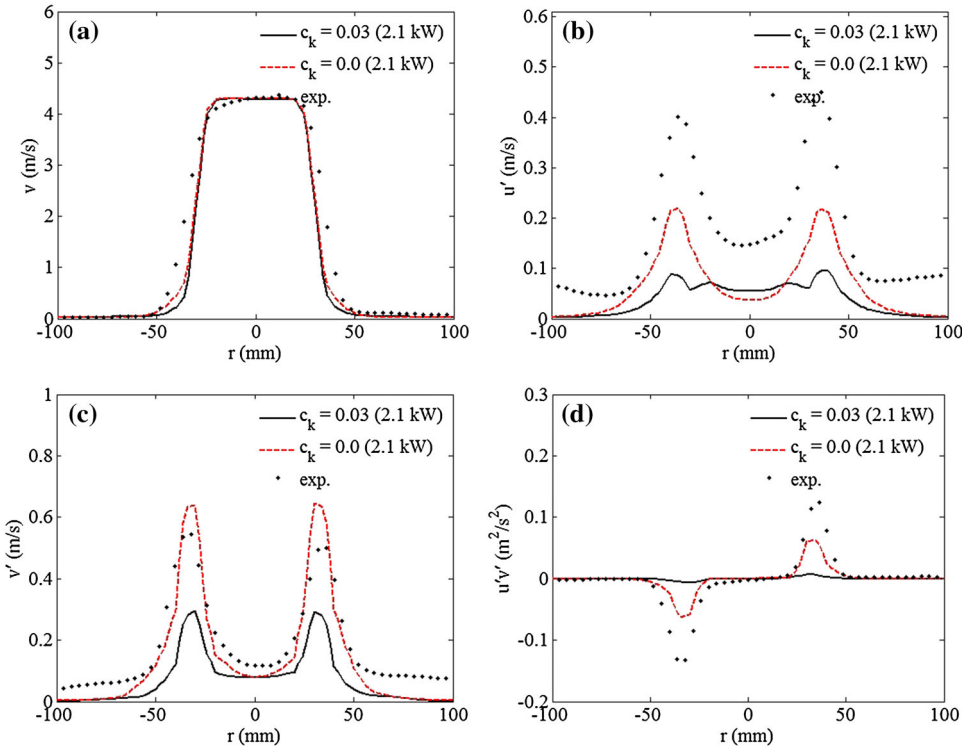 (a)
c_k = 0.03 (2.1 kW)
c_k = 0.0 (2.1 kW)
exp.
6
5
4
3
2
1
0
v (m/s)
-100 -50 0 50 100
r (mm)
(b)
c_k = 0.03 (2.1 kW)
c_k = 0.0 (2.1 kW)
exp.
0.6
0.5
0.4
0.3
0.2
0.1
0
u′ (m/s)
-100 -50 0 50 100
r (mm)
(c)
c_k = 0.03 (2.1 kW)
c_k = 0.0 (2.1 kW)
exp.
1
0.8
0.6
0.4
0.2
0
v′ (m/s)
-100 -50 0 50 100
r (mm)
(d)
c_k = 0.03 (2.1 kW)
c_k = 0.0 (2.1 kW)
exp.
0.3
0.2
0.1
0
-0.1
-0.2
u′v′ (m²/s²)
-100 -50 0 50 100
r (mm)